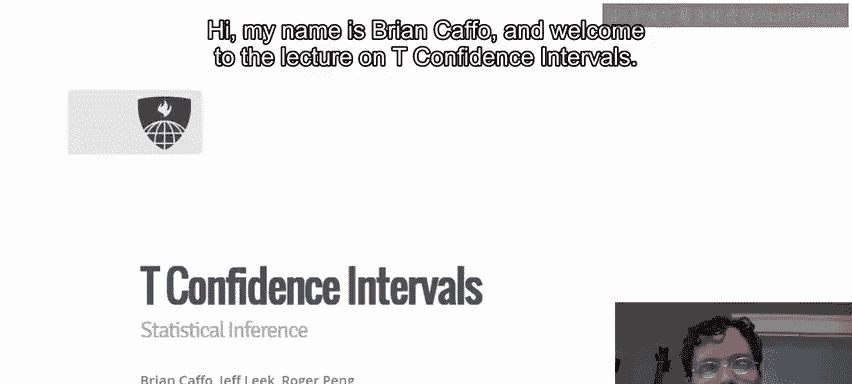 Hi, my name is Brian Caffo, and welcome
to the lecture on T Confidence Intervals.
T Confidence Intervals
Statistical Inference
Brian Caffo, Jeff Leek, Roger Peng